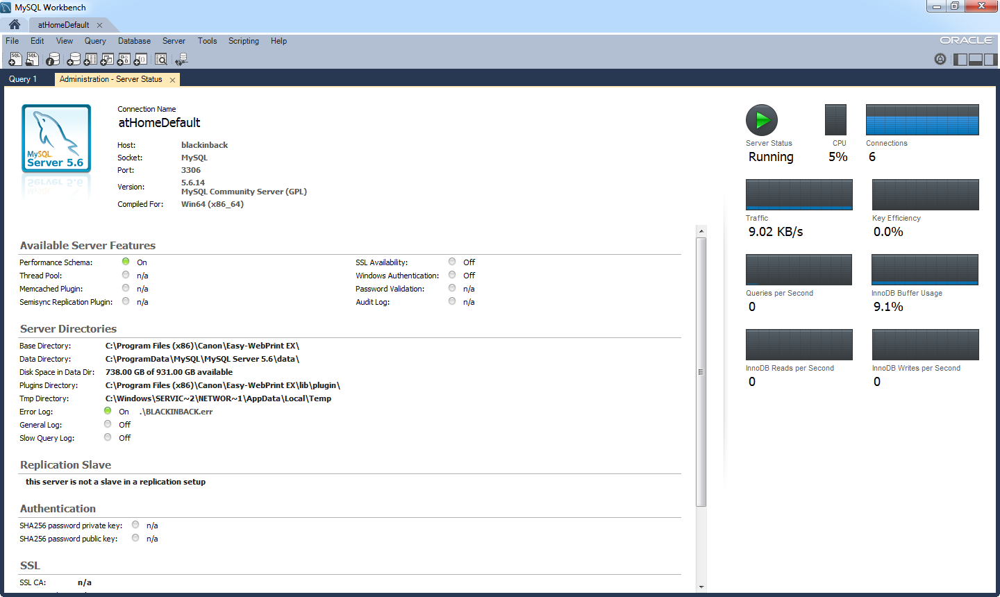 MySQL Workbench
atHomeDefault
File Edit View Query Database Server Tools Scripting Help
ORACLE
Query 1
Administration - Server Status
MySQL
Server 5.6
Connection Name
atHomeDefault
Host: blackinback
Socket: MySQL
Port: 3306
Version: 5.6.14
MySQL Community Server (GPL)
Compiled For: Win64 (x86_64)
Server Status
Running
CPU
5%
Connections
6
Traffic
9.02 KB/s
Key Efficiency
0.0%
Queries per Second
0
InnoDB Buffer Usage
9.1%
InnoDB Reads per Second
0
InnoDB Writes per Second
0
Available Server Features
Performance Schema: On
Thread Pool: n/a
Memcached Plugin: n/a
Semisync Replication Plugin: n/a
SSL Availability: Off
Windows Authentication: Off
Password Validation: n/a
Audit Log: n/a
Server Directories
Base Directory: C:\Program Files (x86)\Canon\Easy-WebPrint EX\
Data Directory: C:\ProgramData\MySQL\MySQL Server 5.6\data\
Disk Space in Data Dir: 738.00 GB of 931.00 GB available
Plugins Directory: C:\Program Files (x86)\Canon\Easy-WebPrint EX\lib\plugin\
Tmp Directory: C:\Windows\SERVIC~2\NETWOR~1\AppData\Local\Temp
Error Log: On .\BLACKINBACK.err
General Log: Off
Slow Query Log: Off
Replication Slave
this server is not a slave in a replication setup
Authentication
SHA256 password private key: n/a
SHA256 password public key: n/a
SSL
SSL CA: n/a